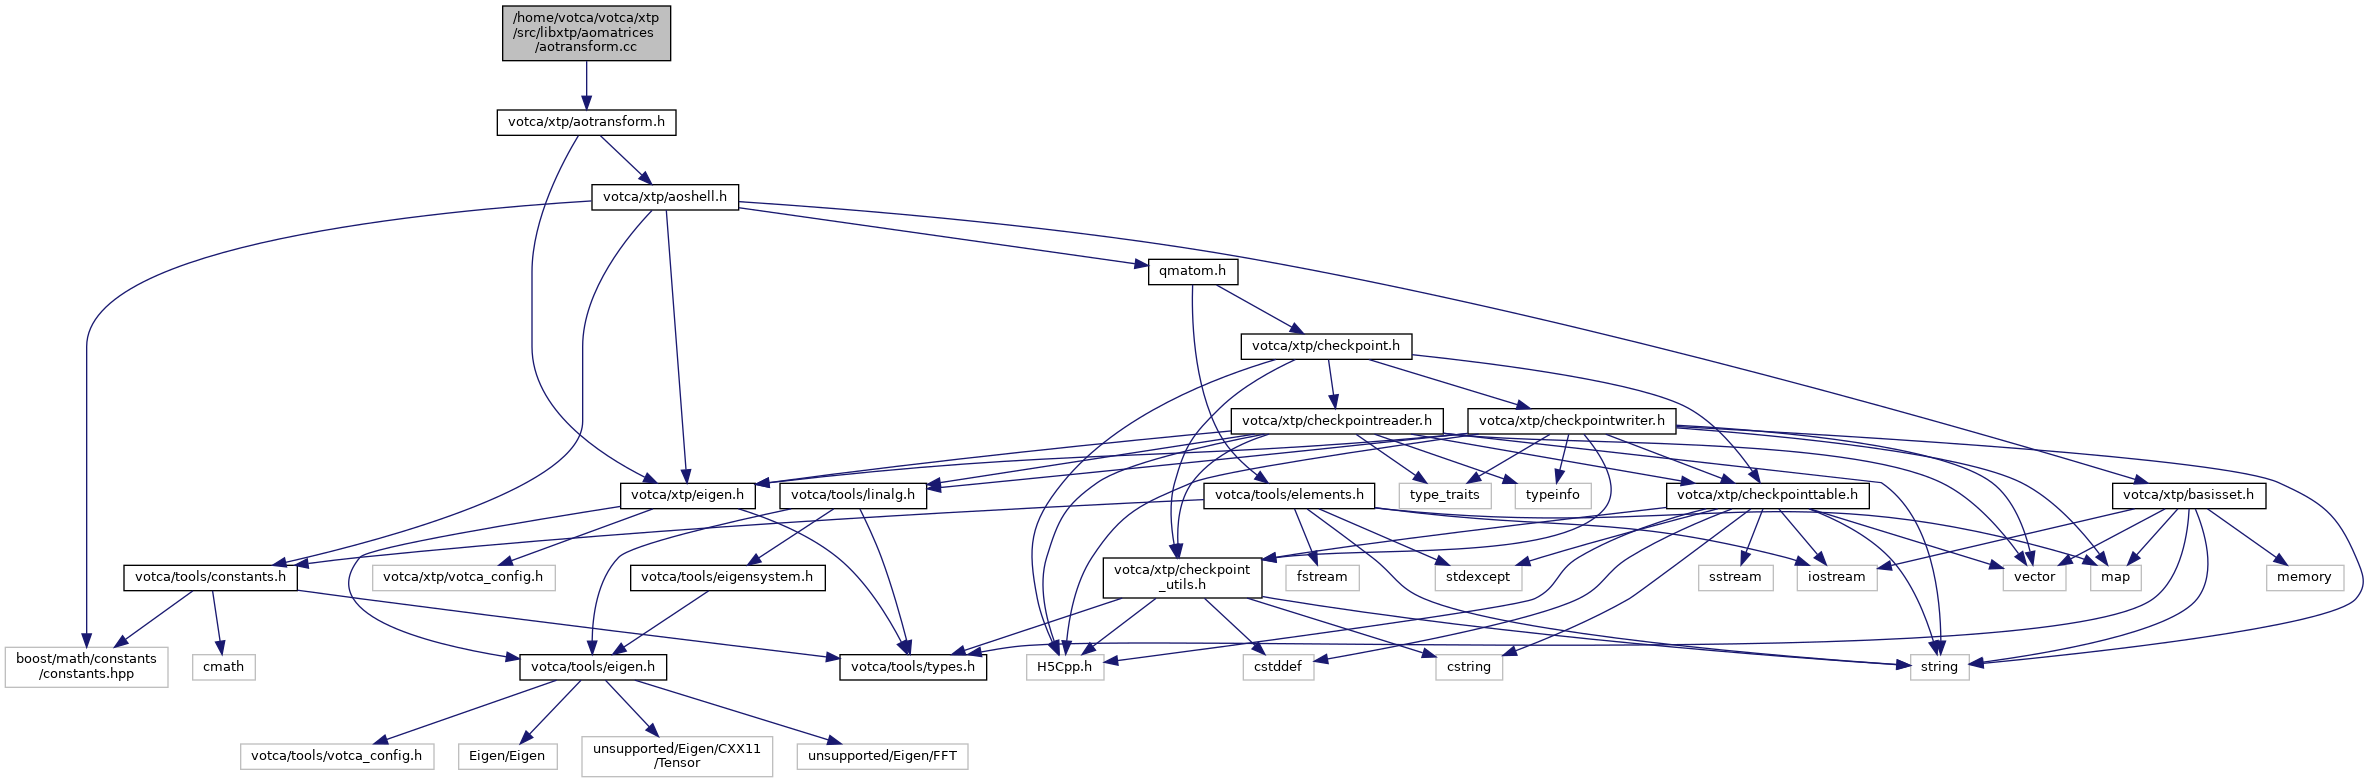 /home/votca/votca/xtp
/src/libxtp/aomatrices
/aotransform.cc
votca/xtp/aotransform.h
votca/xtp/aoshell.h
qmatom.h
votca/xtp/checkpoint.h
votca/xtp/checkpointreader.h
votca/xtp/checkpointwriter.h
votca/xtp/eigen.h
votca/tools/linalg.h
votca/tools/elements.h
type_traits
typeinfo
votca/xtp/checkpointtable.h
votca/xtp/basisset.h
votca/tools/constants.h
votca/xtp/votca_config.h
votca/tools/eigensystem.h
votca/xtp/checkpoint
_utils.h
fstream
stdexcept
sstream
iostream
vector
map
memory
boost/math/constants
/constants.hpp
cmath
votca/tools/eigen.h
votca/tools/types.h
H5Cpp.h
cstddef
cstring
string
votca/tools/votca_config.h
Eigen/Eigen
unsupported/Eigen/CXX11
/Tensor
unsupported/Eigen/FFT